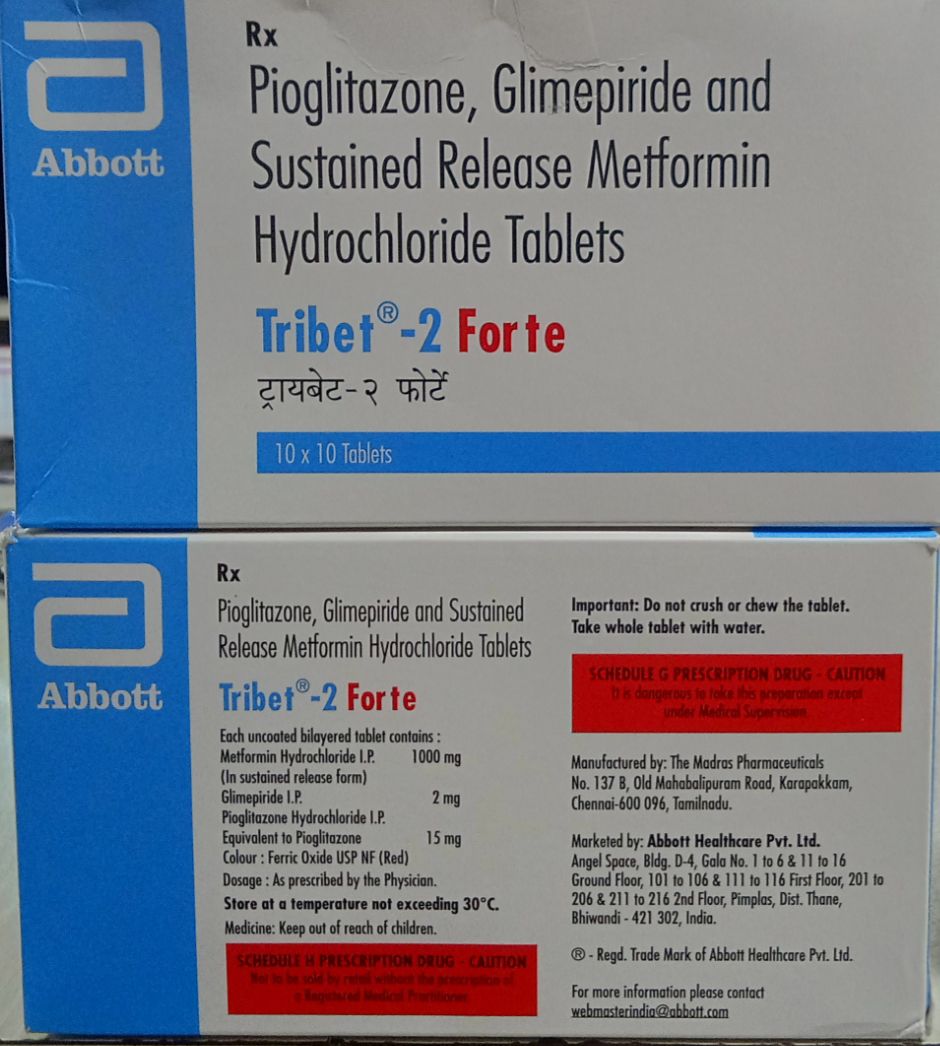 Abbott
Rx
Pioglitazone, Glimepiride and
Sustained Release Metformin
Hydrochloride Tablets
Tribet®-2 Forte
ट्रायबेट-२ फोर्टे
10 x 10 Tablets
Abbott
Rx
Pioglitazone, Glimepiride and Sustained
Release Metformin Hydrochloride Tablets
Tribet®-2 Forte
Each uncoated bilayered tablet contains :
Metformin Hydrochloride I.P. 1000 mg
(In sustained release form)
Glimepiride I.P. 2 mg
Pioglitazone Hydrochloride I.P.
Equivalent to Pioglitazone 15 mg
Colour : Ferric Oxide USP NF (Red)
Dosage : As prescribed by the Physician.
Store at a temperature not exceeding 30°C.
Medicine: Keep out of reach of children.
SCHEDULE H PRESCRIPTION DRUG - CAUTION
Not to be sold by retail without the prescription of
a Registered Medical Practitioner.
Important: Do not crush or chew the tablet.
Take whole tablet with water.
SCHEDULE G PRESCRIPTION DRUG - CAUTION
It is dangerous to take this preparation except
under Medical Supervision.
Manufactured by: The Madras Pharmaceuticals
No. 137 B, Old Mahabalipuram Road, Karapakkam,
Chennai-600 096, Tamilnadu.
Marketed by: Abbott Healthcare Pvt. Ltd.
Angel Space, Bldg. D-4, Gala No. 1 to 6 & 11 to 16
Ground Floor, 101 to 106 & 111 to 116 First Floor, 201 to
206 & 211 to 216 2nd Floor, Pimplas, Dist. Thane,
Bhiwandi - 421 302, India.
® - Regd. Trade Mark of Abbott Healthcare Pvt. Ltd.
For more information please contact
webmasterindia@abbott.com